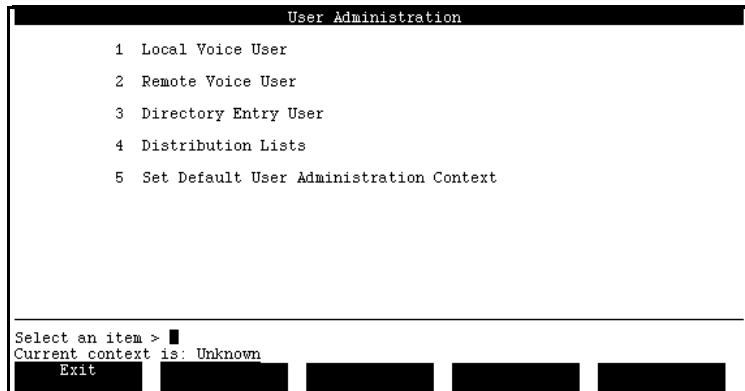 User Administration
1 Local Voice User
2 Remote Voice User
3 Directory Entry User
4 Distribution Lists
5 Set Default User Administration Context
Select an item >
Current context is: Unknown
Exit